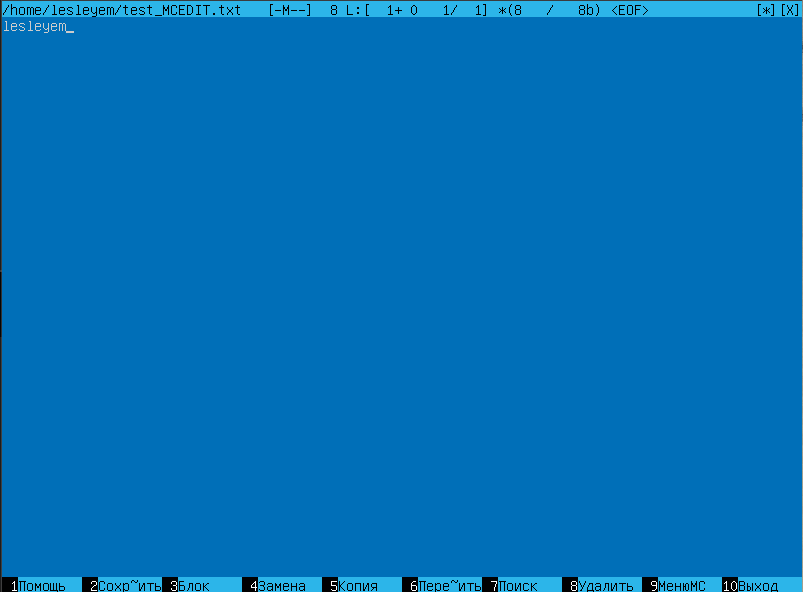 /home/lesleyem/test_MCEDIT.txt   [-M--]  8 L:[  1+ 0   1/  1] *(8   /   8b) <EOF>   [*][X]
lesleyem_
1Помощь  2Сохр~ить  3Блок  4Замена  5Копия  6Пере~ить  7Поиск  8Удалить  9МенюМС  10Выход